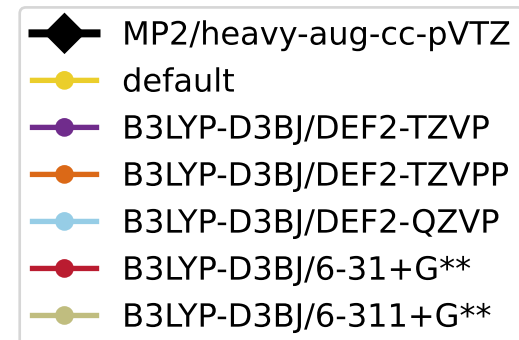 MP2/heavy-aug-cc-pVTZ
default
B3LYP-D3BJ/DEF2-TZVP
B3LYP-D3BJ/DEF2-TZVPP
B3LYP-D3BJ/DEF2-QZVP
B3LYP-D3BJ/6-31+G**
B3LYP-D3BJ/6-311+G**